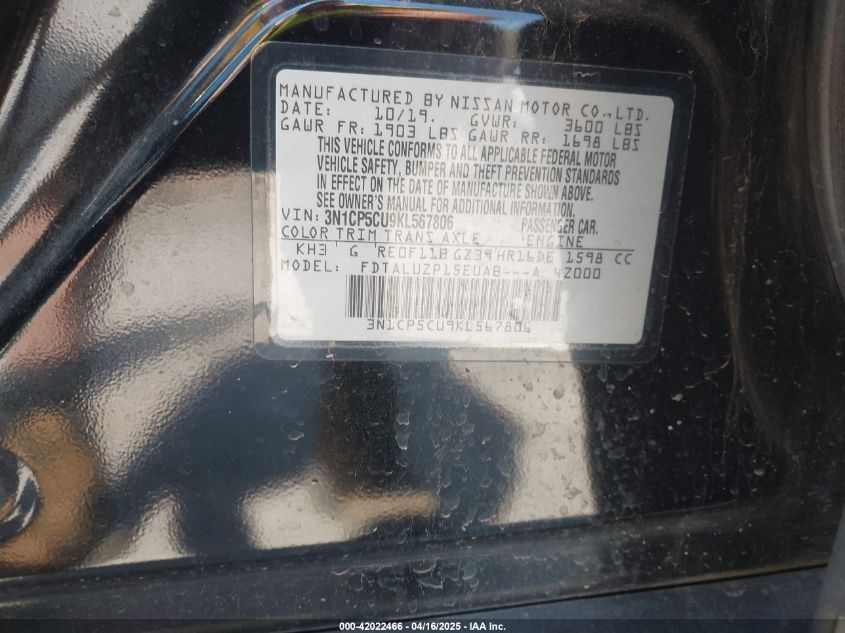 MANUFACTURED BY NISSAN MOTOR CO.,LTD.
DATE: 10/19. GVWR: 3600 LBS
GAWR FR: 1903 LBS GAWR RR: 1698 LBS
THIS VEHICLE CONFORMS TO ALL APPLICABLE FEDERAL MOTOR
VEHICLE SAFETY, BUMPER AND THEFT PREVENTION STANDARDS
IN EFFECT ON THE DATE OF MANUFACTURE SHOWN ABOVE.
SEE OWNER'S MANUAL FOR ADDITIONAL INFORMATION.
VIN: 3N1CP5CU9KL567806 PASSENGER CAR.
COLOR TRIM TRANS AXLE ENGINE
KH3 G RE0F11B GZ39 HR16DE 1598 CC
MODEL: FDTALUZP15EUAB---A 4Z000
3N1CP5CU9KL567806
000-42022466 - 04/16/2025 - IAA, Inc.